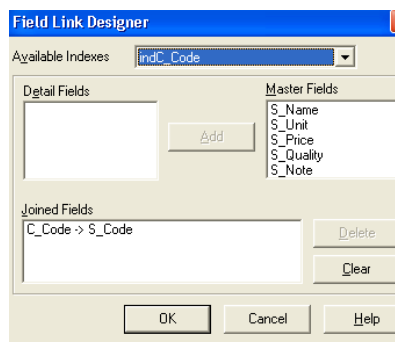 Field Link Designer
Available Indexes indC_Code
Detail Fields
Master Fields
S_Name
S_Unit
S_Price
S_Quality
S_Note
Add
Joined Fields
C_Code -> S_Code
Delete
Clear
OK Cancel Help